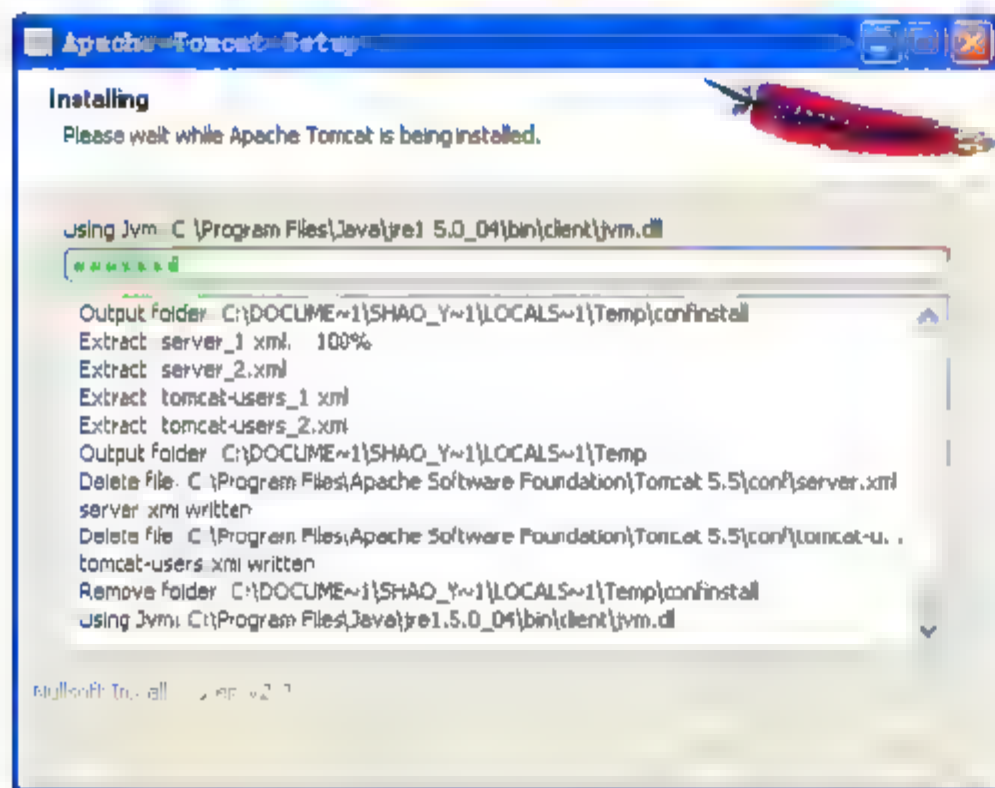 Apache Tomcat Setup
Installing
Please wait while Apache Tomcat is being installed.
Using Jvm: C:\Program Files\Java\jre1.5.0_04\bin\client\jvm.dll
Output folder: C:\DOCUME~1\SHAO_Y~1\LOCALS~1\Temp\confinstall
Extract: server_1.xml... 100%
Extract: server_2.xml
Extract: tomcat-users_1.xml
Extract: tomcat-users_2.xml
Output folder: C:\DOCUME~1\SHAO_Y~1\LOCALS~1\Temp
Delete file: C:\Program Files\Apache Software Foundation\Tomcat 5.5\conf\server.xml
server.xml written
Delete file: C:\Program Files\Apache Software Foundation\Tomcat 5.5\conf\tomcat-u...
tomcat-users.xml written
Remove folder: C:\DOCUME~1\SHAO_Y~1\LOCALS~1\Temp\confinstall
Using Jvm: C:\Program Files\Java\jre1.5.0_04\bin\client\jvm.dll
Nullsoft Install